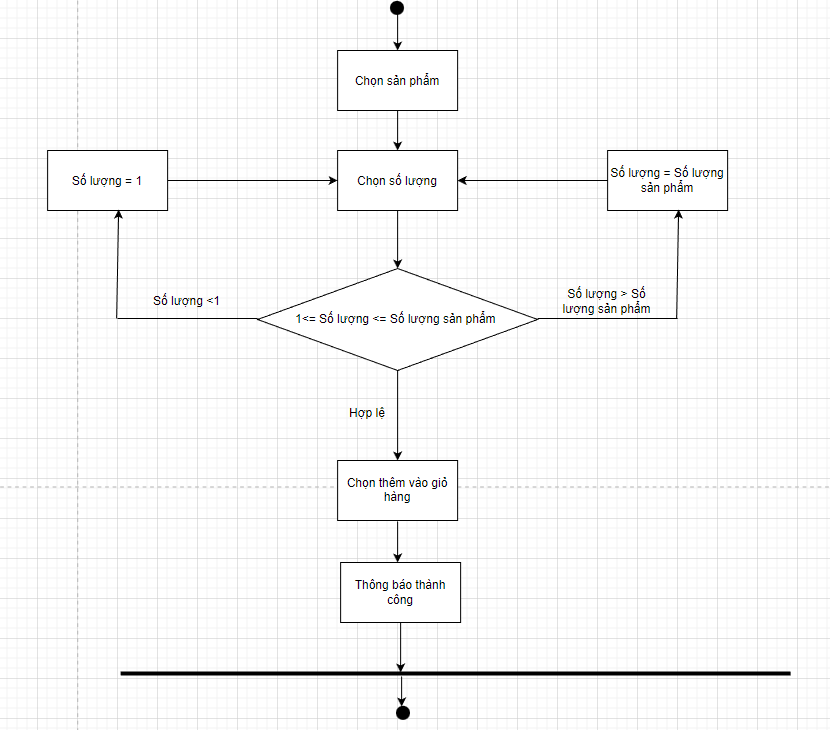 Chọn sản phẩm
Số lượng = 1
Chọn số lượng
Số lượng = Số lượng
sản phẩm
Số lượng <1
Số lượng > Số
lượng sản phẩm
1<= Số lượng <= Số lượng sản phẩm
Hợp lệ
Chọn thêm vào giỏ
hàng
Thông báo thành
công